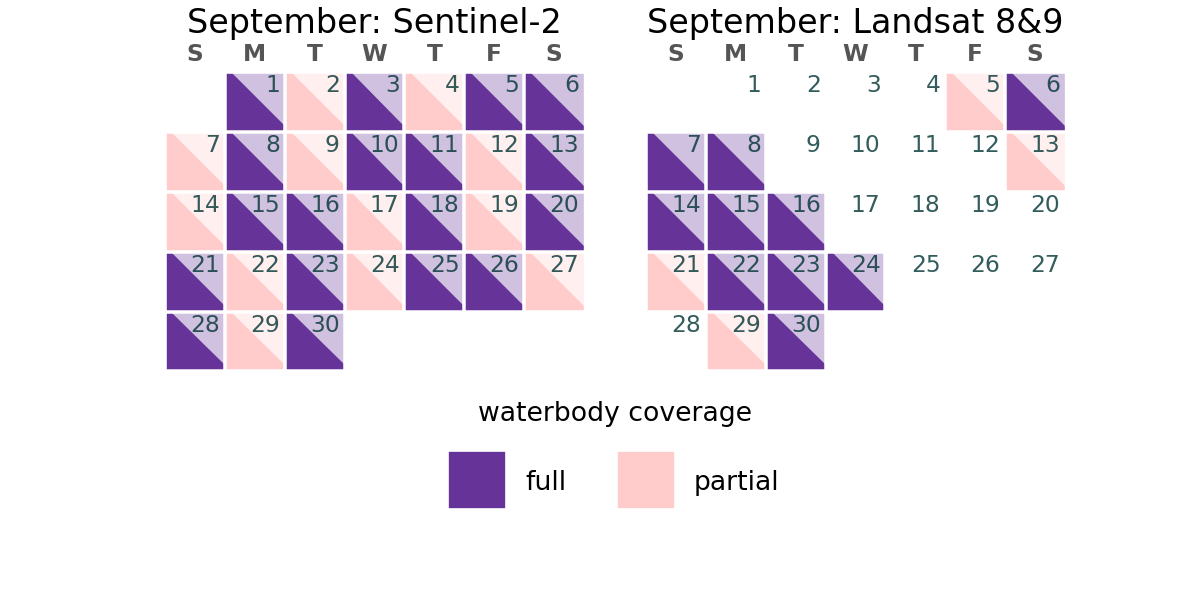 September: Sentinel-2
S M T W T F S
1 2 3 4 5 6
7 8 9 10 11 12 13
14 15 16 17 18 19 20
21 22 23 24 25 26 27
28 29 30
September: Landsat 8&9
S M T W T F S
1 2 3 4 5 6
7 8 9 10 11 12 13
14 15 16 17 18 19 20
21 22 23 24 25 26 27
28 29 30
waterbody coverage
full partial